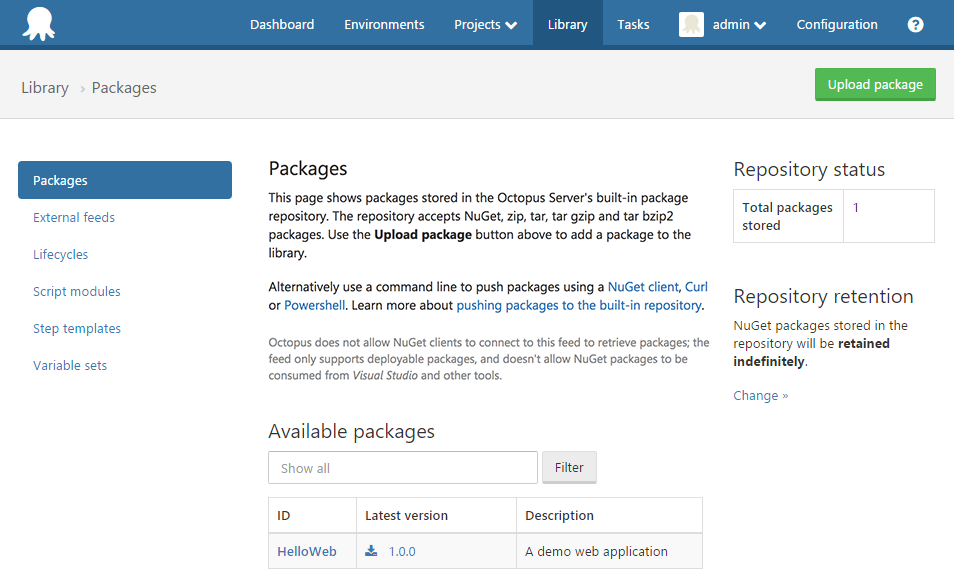 Dashboard Environments Projects Library Tasks admin Configuration ?
Library › Packages
Upload package
Packages
External feeds
Lifecycles
Script modules
Step templates
Variable sets
Packages
This page shows packages stored in the Octopus Server's built-in package
repository. The repository accepts NuGet, zip, tar, tar gzip and tar bzip2
packages. Use the Upload package button above to add a package to the
library.
Alternatively use a command line to push packages using a NuGet client, Curl
or Powershell. Learn more about pushing packages to the built-in repository.
Octopus does not allow NuGet clients to connect to this feed to retrieve packages; the
feed only supports deployable packages, and doesn't allow NuGet packages to be
consumed from Visual Studio and other tools.
Available packages
Show all Filter
ID Latest version Description
HelloWeb 1.0.0 A demo web application
Repository status
Total packages 1
stored
Repository retention
NuGet packages stored in the
repository will be retained
indefinitely.
Change »